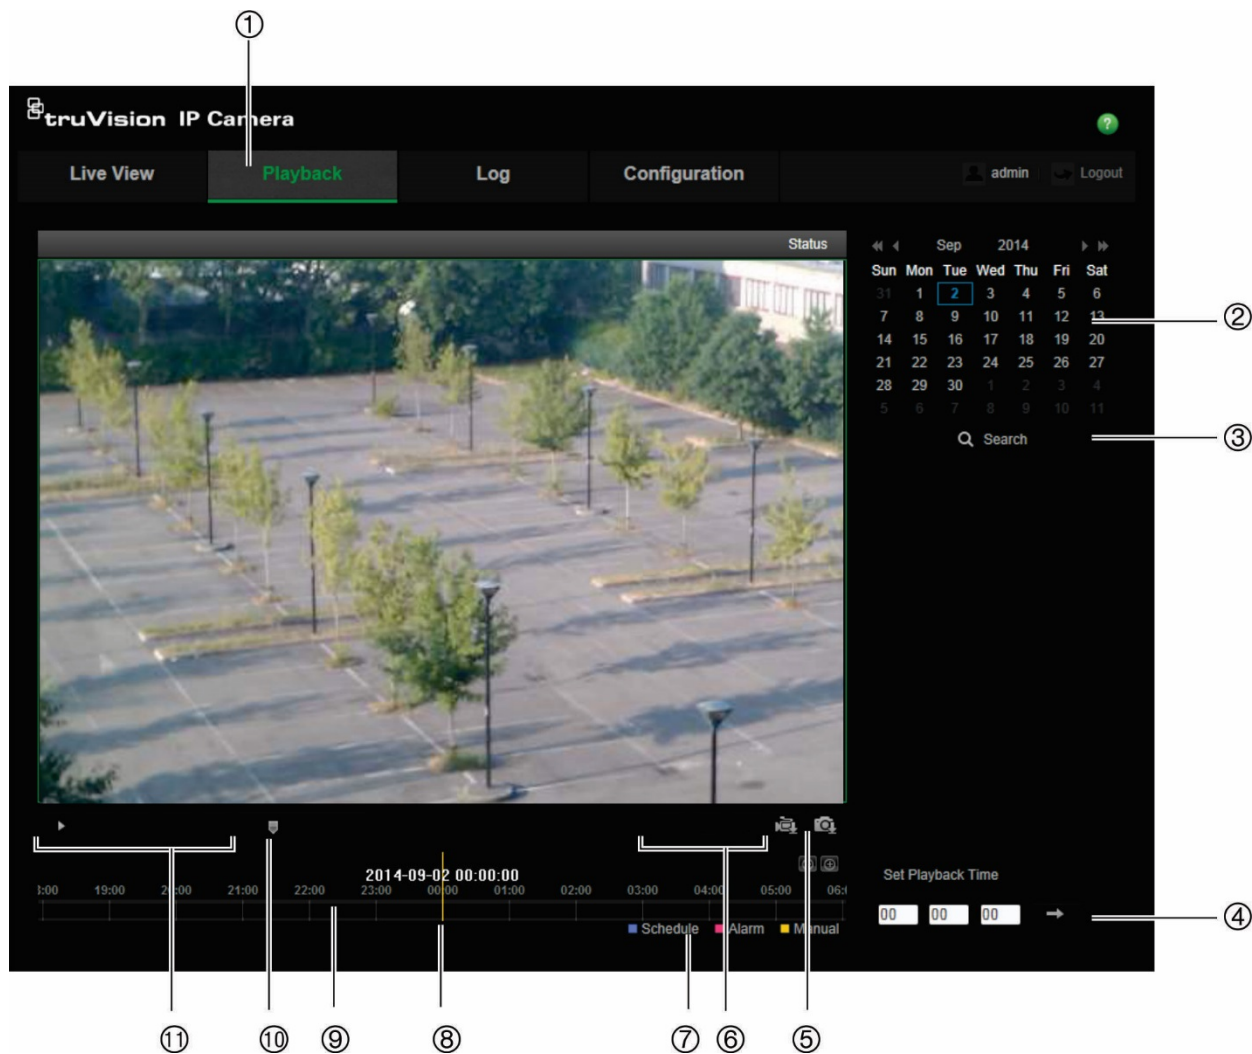 ①
truVision IP Camera
?
Live View Playback Log Configuration admin Logout
Status
Sep 2014
Sun Mon Tue Wed Thu Fri Sat
31 1 2 3 4 5 6
7 8 9 10 11 12 13
②
14 15 16 17 18 19 20
21 22 23 24 25 26 27
28 29 30 1 2 3 4
5 6 7 8 9 10 11
Search
③
2014-09-02 00:00:00
19:00 20:00 21:00 22:00 23:00 00:00 01:00 02:00 03:00 04:00 05:00
Set Playback Time
00 00 00
④
Schedule Alarm Manual
⑪ ⑩ ⑨ ⑧ ⑦ ⑥ ⑤